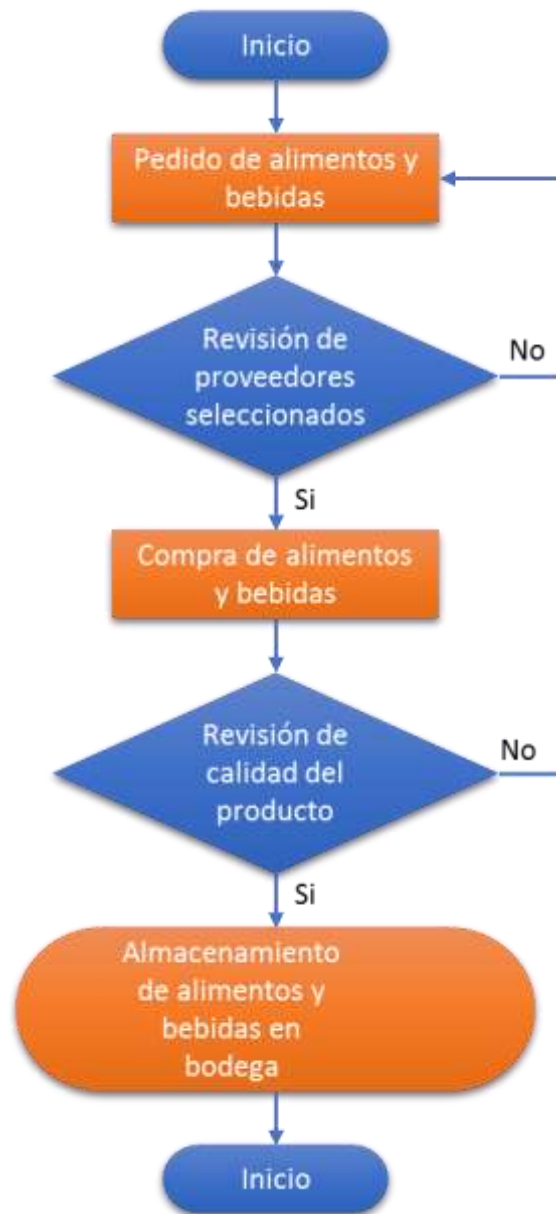 Inicio
Pedido de alimentos y
bebidas
Revisión de
proveedores
seleccionados
No
Si
Compra de alimentos
y bebidas
Revisión de
calidad del
producto
No
Si
Almacenamiento
de alimentos y
bebidas en
bodega
Inicio